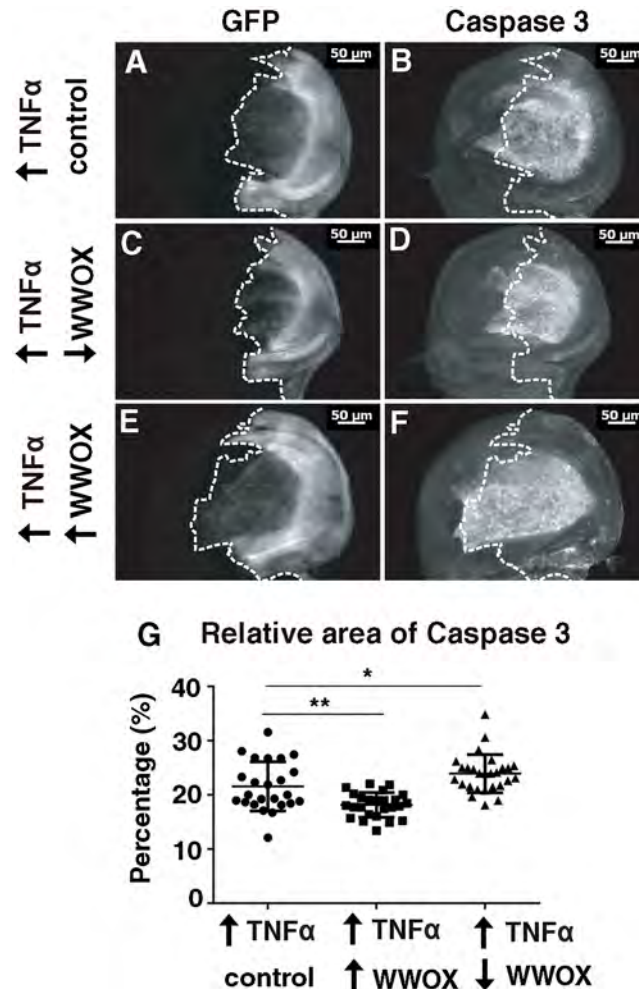 GFP Caspase 3
↑ TNFα
control
A 50 µm
B 50 µm
↑ TNFα
↓ WWOX
C 50 µm
D 50 µm
↑ TNFα
↑ WWOX
E 50 µm
F 50 µm
G Relative area of Caspase 3
Percentage (%)
40
30
20
10
0
*
**
↑ TNFα ↑ TNFα ↑ TNFα
control ↑ WWOX ↓ WWOX